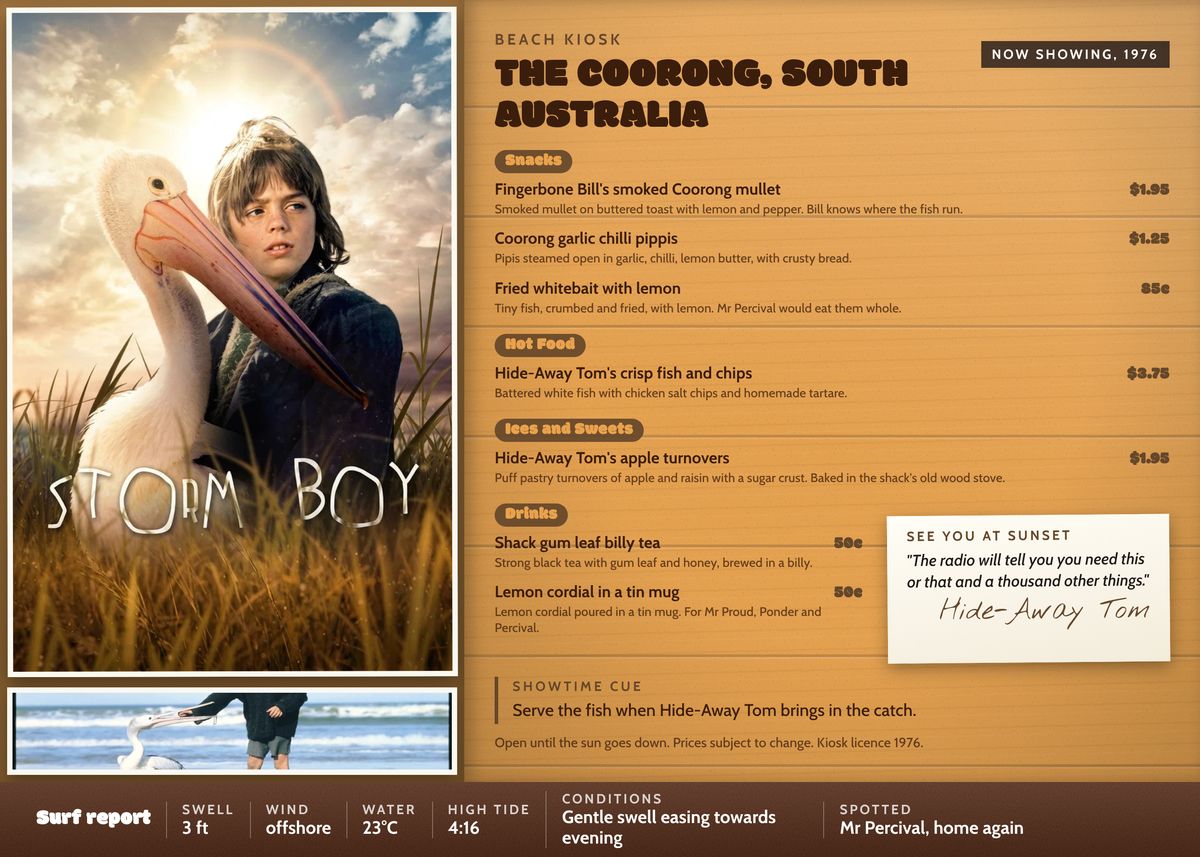 STORM BOY
BEACH KIOSK
THE COORONG, SOUTH
AUSTRALIA
NOW SHOWING, 1976
Snacks
Fingerbone Bill's smoked Coorong mullet $1.95
Smoked mullet on buttered toast with lemon and pepper. Bill knows where the fish run.
Coorong garlic chilli pippis $1.25
Pipis steamed open in garlic, chilli, lemon butter, with crusty bread.
Fried whitebait with lemon 85c
Tiny fish, crumbed and fried, with lemon. Mr Percival would eat them whole.
Hot Food
Hide-Away Tom's crisp fish and chips $3.75
Battered white fish with chicken salt chips and homemade tartare.
Ices and Sweets
Hide-Away Tom's apple turnovers $1.95
Puff pastry turnovers of apple and raisin with a sugar crust. Baked in the shack's old wood stove.
Drinks
Shack gum leaf billy tea 50c
Strong black tea with gum leaf and honey, brewed in a billy.
Lemon cordial in a tin mug 50c
Lemon cordial poured in a tin mug. For Mr Proud, Ponder and
Percival.
SEE YOU AT SUNSET
"The radio will tell you you need this
or that and a thousand other things."
Hide-Away Tom
SHOWTIME CUE
Serve the fish when Hide-Away Tom brings in the catch.
Open until the sun goes down. Prices subject to change. Kiosk licence 1976.
Surf report
SWELL
3 ft
WIND
offshore
WATER
23°C
HIGH TIDE
4:16
CONDITIONS
Gentle swell easing towards
evening
SPOTTED
Mr Percival, home again